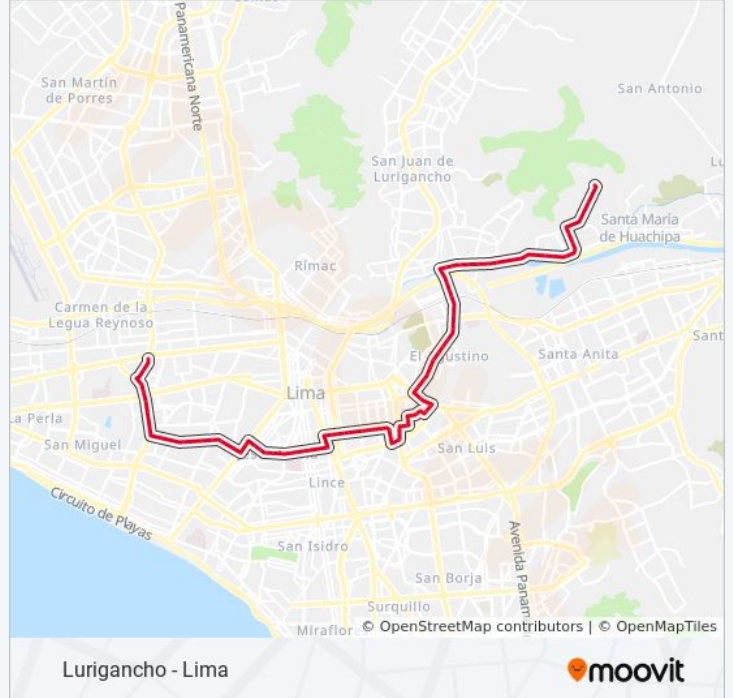 Panamericana Norte
San Martín
de Porres
San Antonio
San Juan de
Lurigancho
Santa María
de Huachipa
Rímac
Carmen de la
Legua Reynoso
El Agustino
Santa Anita
Sant
Lima
La Perla
San Miguel
San Luis
Lince
Circuito de Playas
San Isidro
Avenida Panam
San Borja
Surquillo
Miraflor
© OpenStreetMap contributors | © OpenMapTiles
Lurigancho - Lima
moovit